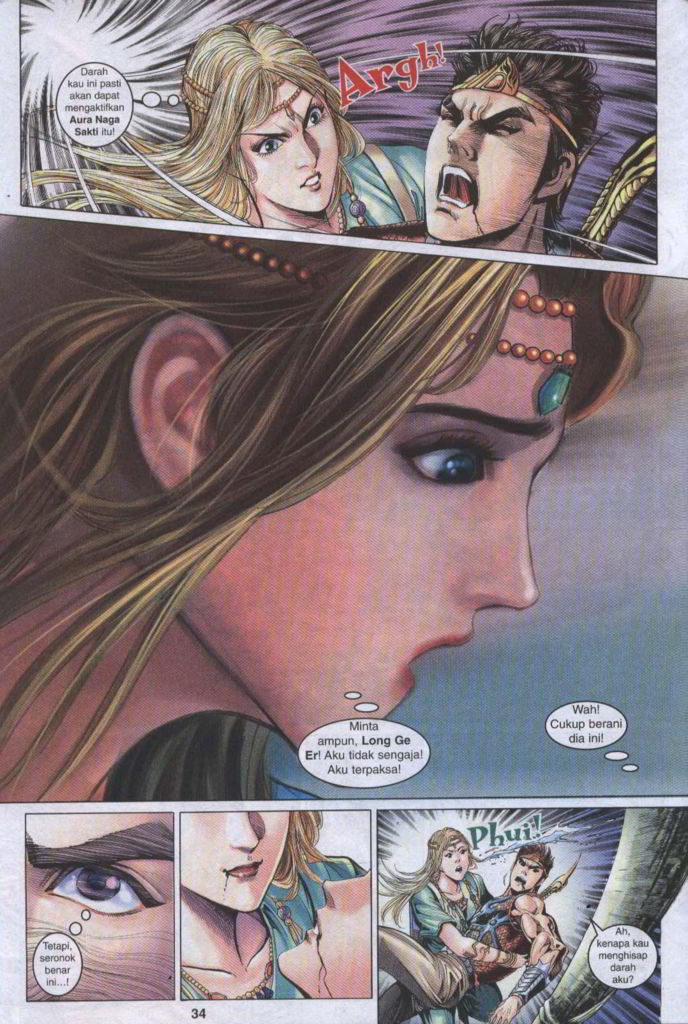 Argh!
Darah
kau ini pasti
akan dapat
mengaktifkan
Aura Naga
Sakti itu!
Minta
ampun, Long Ge
Er! Aku tidak sengaja!
Aku terpaksa!
Wah!
Cukup berani
dia ini!
Tetapi,
seronok
benar
ini...!
Phui!
Ah,
kenapa kau
menghisap
darah
aku?
34